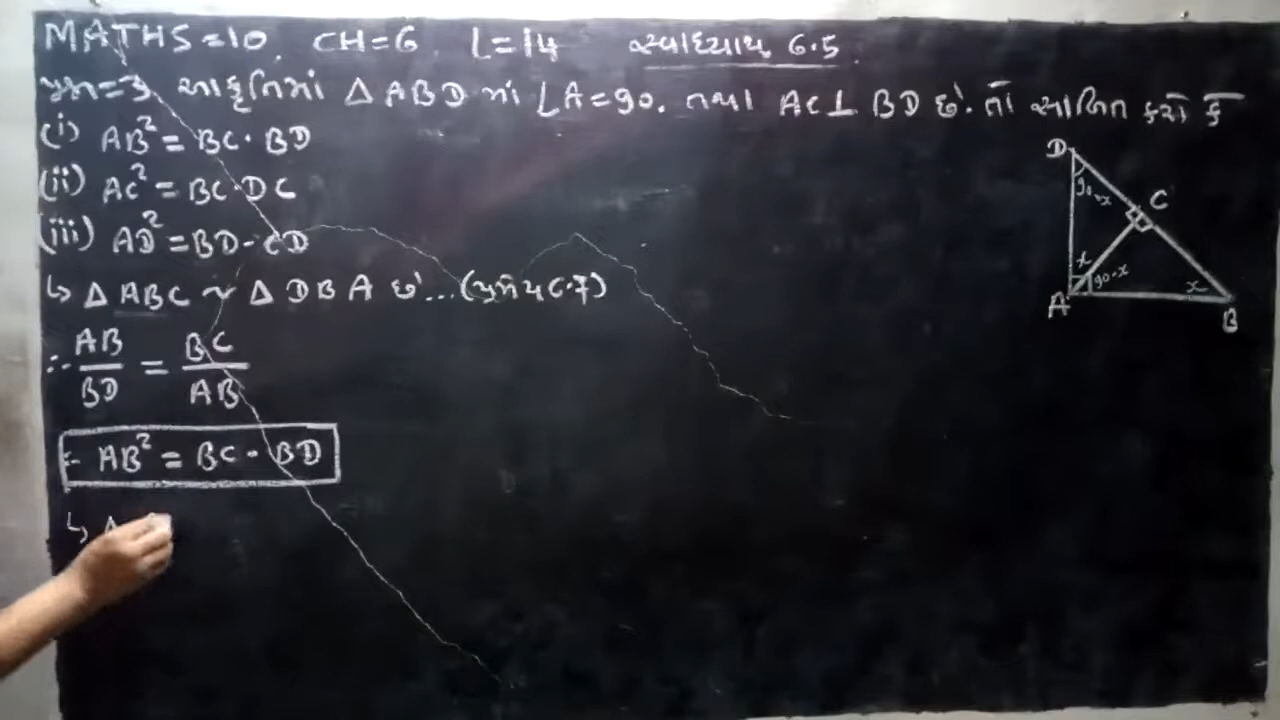 MATHS=10, CH=6 L=14 સ્વાધ્યાય 6.5
પ્રશ્ન=3 આકૃતિમાં △ABD માં ∠A=90. તથા AC⊥BD છે. તો સાબિત કરો કે
(i) AB² = BC·BD
(ii) AC² = BC·DC
(iii) AD² = BD·CD
D
90-x
C
x
90-x
x
A
B
↳ △ABC ~ △DBA છે...(પ્રમેય 6.7)
∴ AB/BD = BC/AB
∴ AB² = BC·BD
↳ △